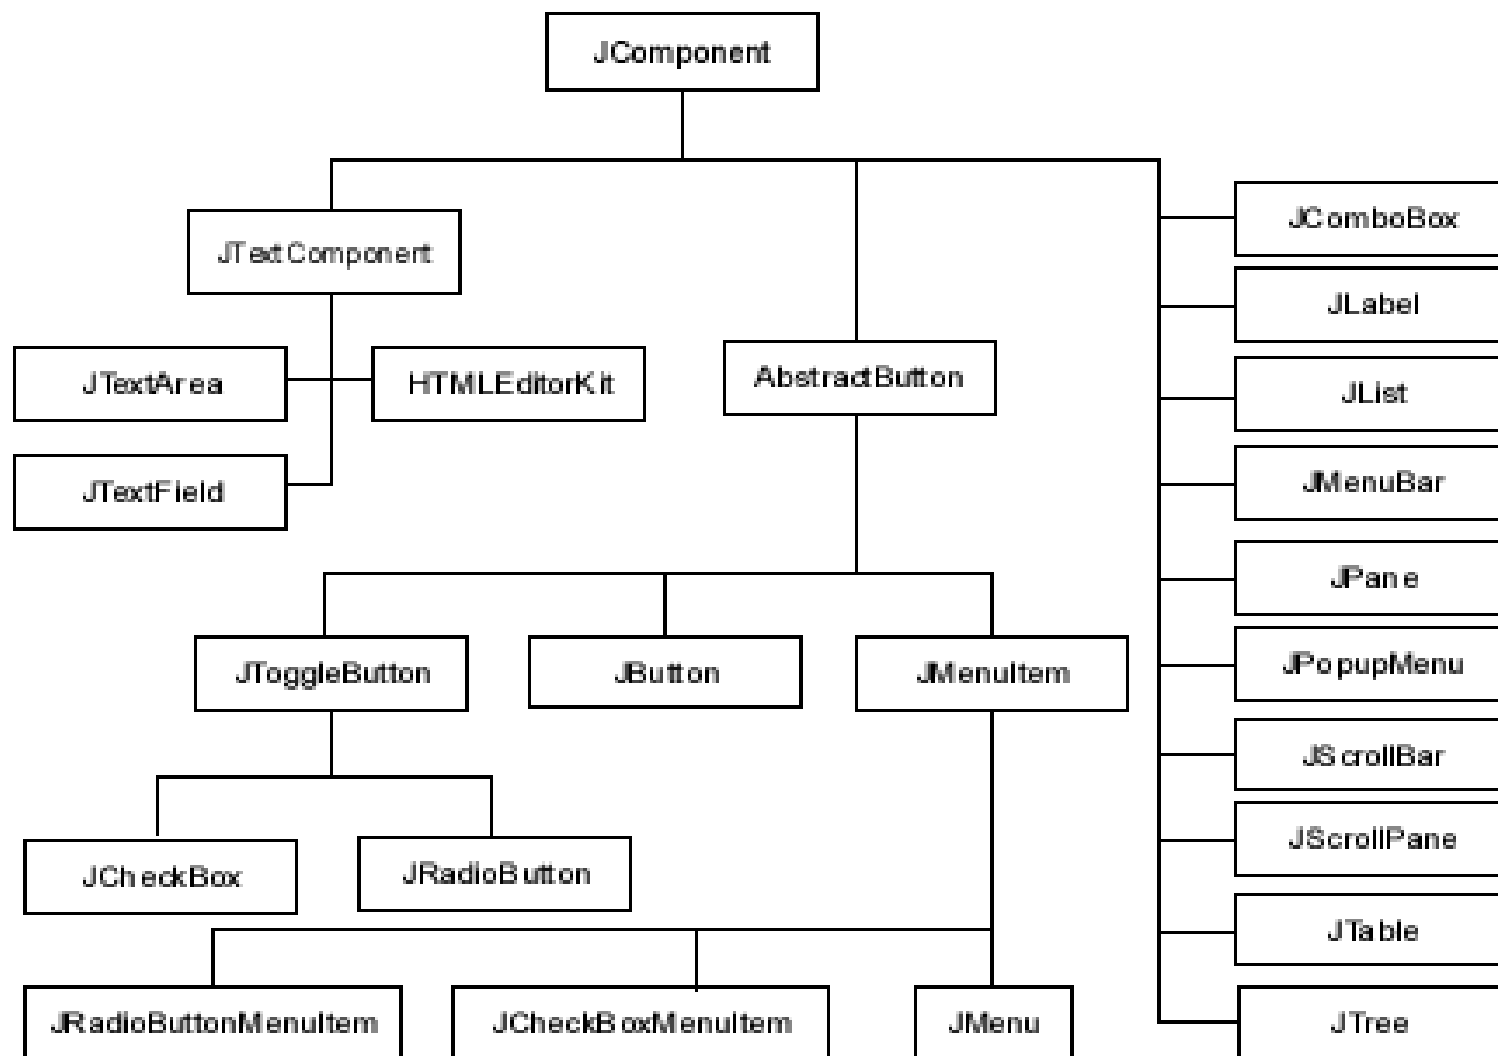 JComponent
JTextComponent
JTextArea
HTMLEditorKit
JTextField
AbstractButton
JToggleButton
JButton
JMenuItem
JCheckBox
JRadioButton
JRadioButtonMenuItem
JCheckBoxMenuItem
JMenu
JComboBox
JLabel
JList
JMenuBar
JPane
JPopupMenu
JScrollBar
JScrollPane
JTable
JTree